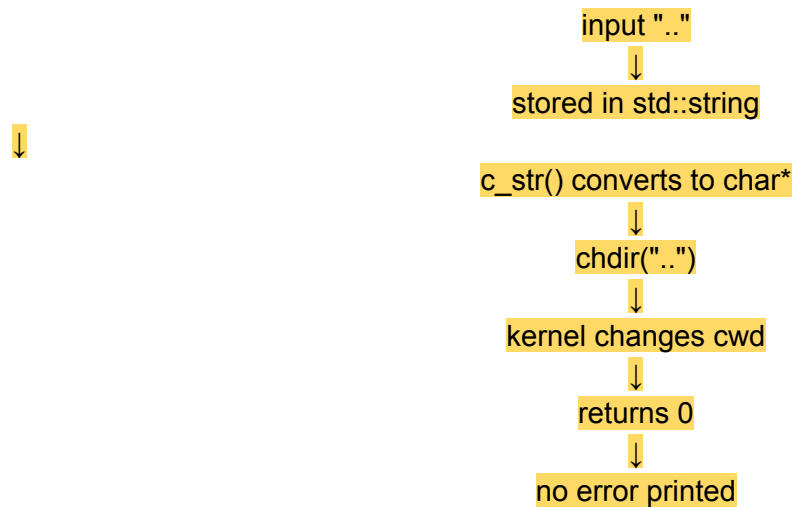 input ".."
↓
stored in std::string
↓
c_str() converts to char*
↓
chdir("..")
↓
kernel changes cwd
↓
returns 0
↓
no error printed